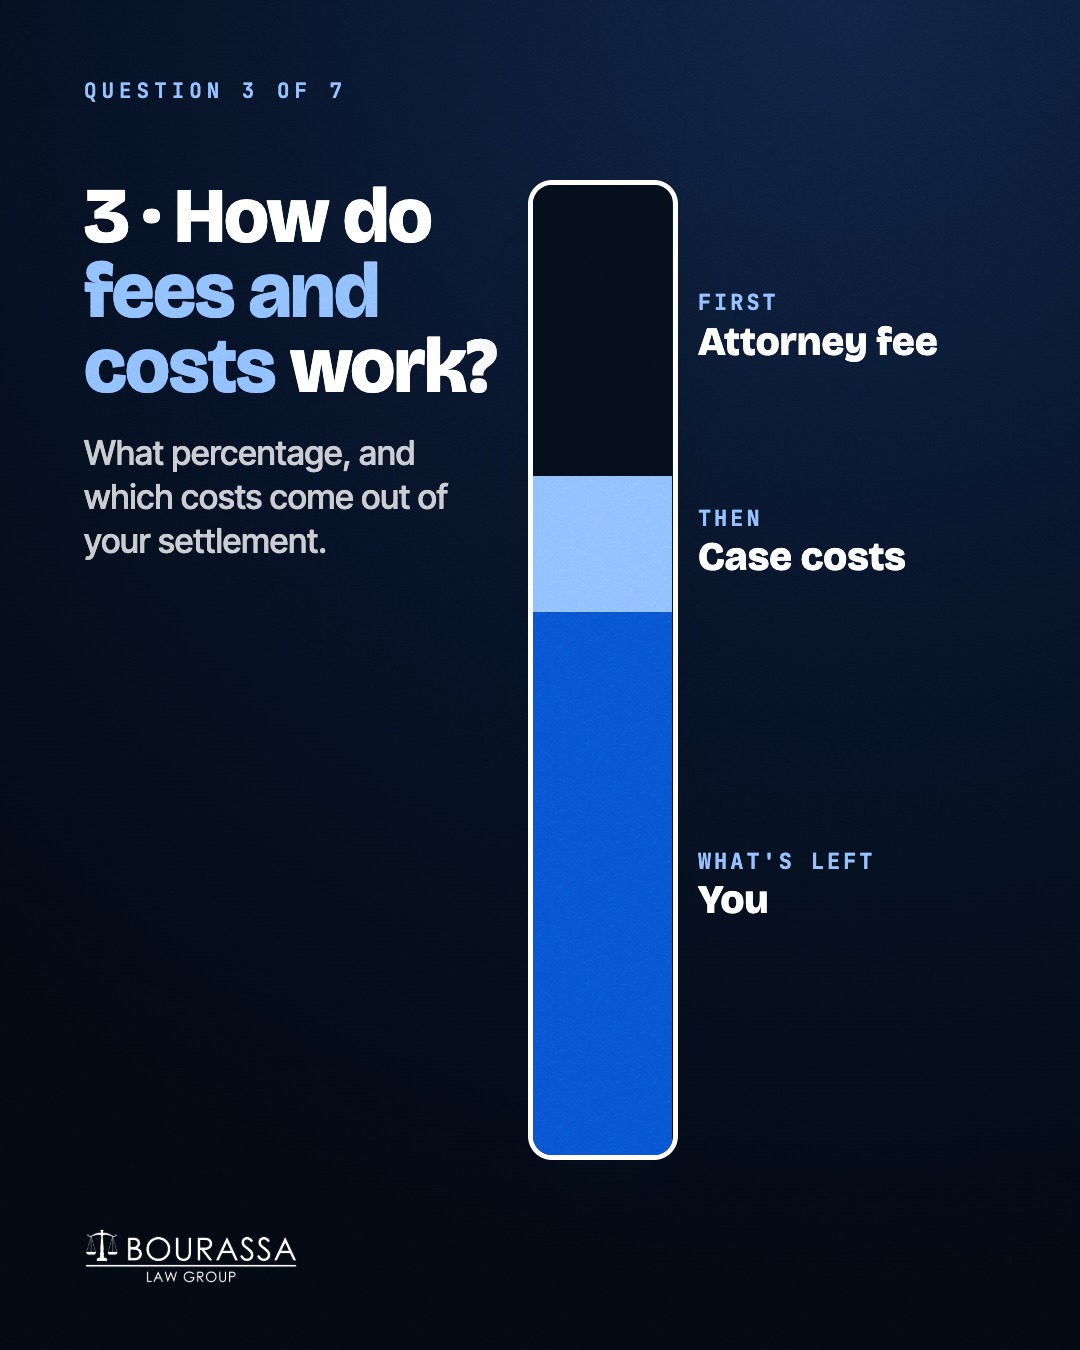 QUESTION 3 OF 7
3 · How do
fees and
costs work?
What percentage, and
which costs come out of
your settlement.
FIRST
Attorney fee
THEN
Case costs
WHAT'S LEFT
You
BOURASSA
LAW GROUP